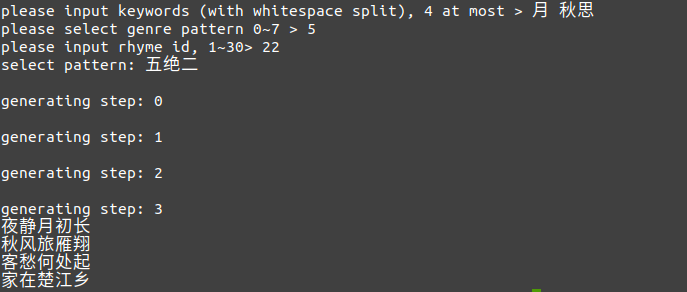 please input keywords (with whitespace split), 4 at most > 月 秋思
please select genre pattern 0~7 > 5
please input rhyme id, 1~30> 22
select pattern: 五绝二
generating step: 0
generating step: 1
generating step: 2
generating step: 3
夜静月初长
秋风旅雁翔
客愁何处起
家在楚江乡